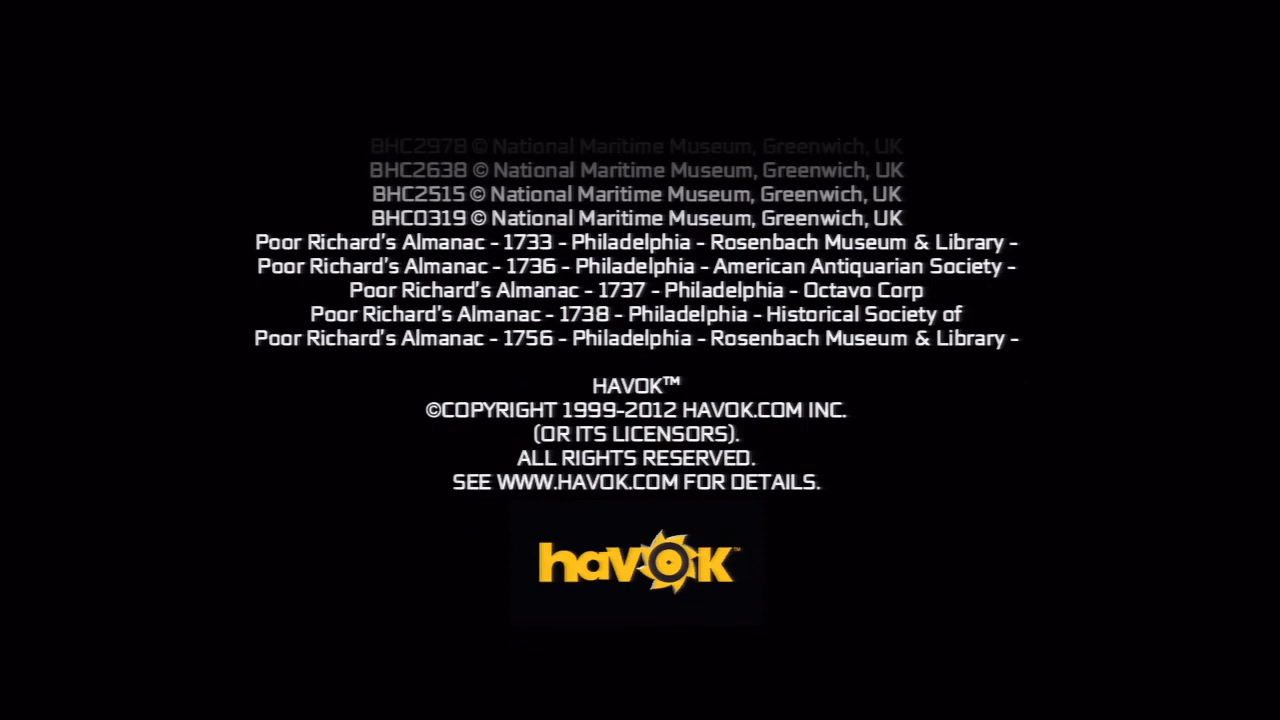 BHC2978 © National Maritime Museum, Greenwich, UK
BHC2638 © National Maritime Museum, Greenwich, UK
BHC2515 © National Maritime Museum, Greenwich, UK
BHC0319 © National Maritime Museum, Greenwich, UK
Poor Richard's Almanac - 1733 - Philadelphia - Rosenbach Museum & Library -
Poor Richard's Almanac - 1736 - Philadelphia - American Antiquarian Society -
Poor Richard's Almanac - 1737 - Philadelphia - Octavo Corp
Poor Richard's Almanac - 1738 - Philadelphia - Historical Society of
Poor Richard's Almanac - 1756 - Philadelphia - Rosenbach Museum & Library -
HAVOK™
©COPYRIGHT 1999-2012 HAVOK.COM INC.
(OR ITS LICENSORS).
ALL RIGHTS RESERVED.
SEE WWW.HAVOK.COM FOR DETAILS.
havok™